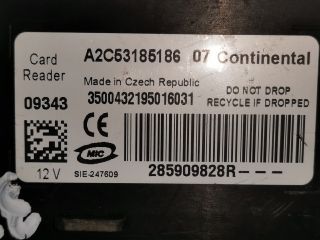 Card Reader A2C53185186 07 Continental
Made in Czech Republic
09343 3500432195016031 DO NOT DROP RECYCLE IF DROPPED
CE
MIC
12 V SIE-247609 285909828R---